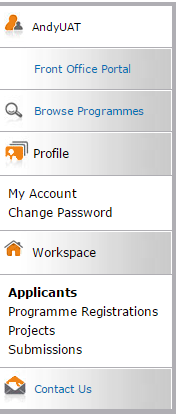 AndyUAT
Front Office Portal
Browse Programmes
Profile
My Account
Change Password
Workspace
Applicants
Programme Registrations
Projects
Submissions
Contact Us